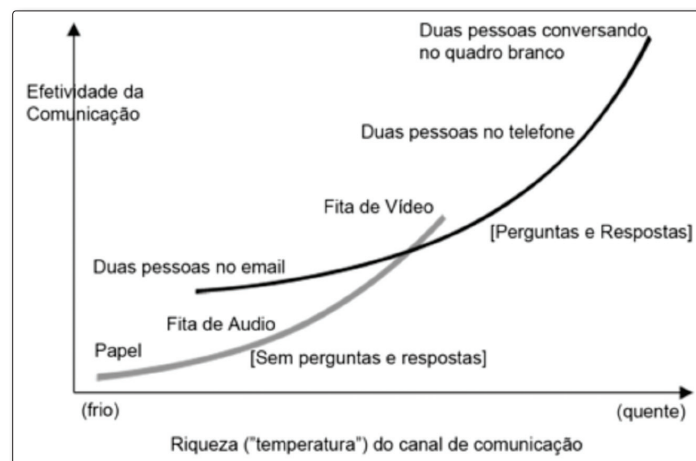 Duas pessoas conversando
no quadro branco
Efetividade da
Comunicação
Duas pessoas no telefone
Fita de Vídeo
[Perguntas e Respostas]
Duas pessoas no email
Fita de Audio
Papel
[Sem perguntas e respostas]
(frio)
(quente)
Riqueza ("temperatura") do canal de comunicação